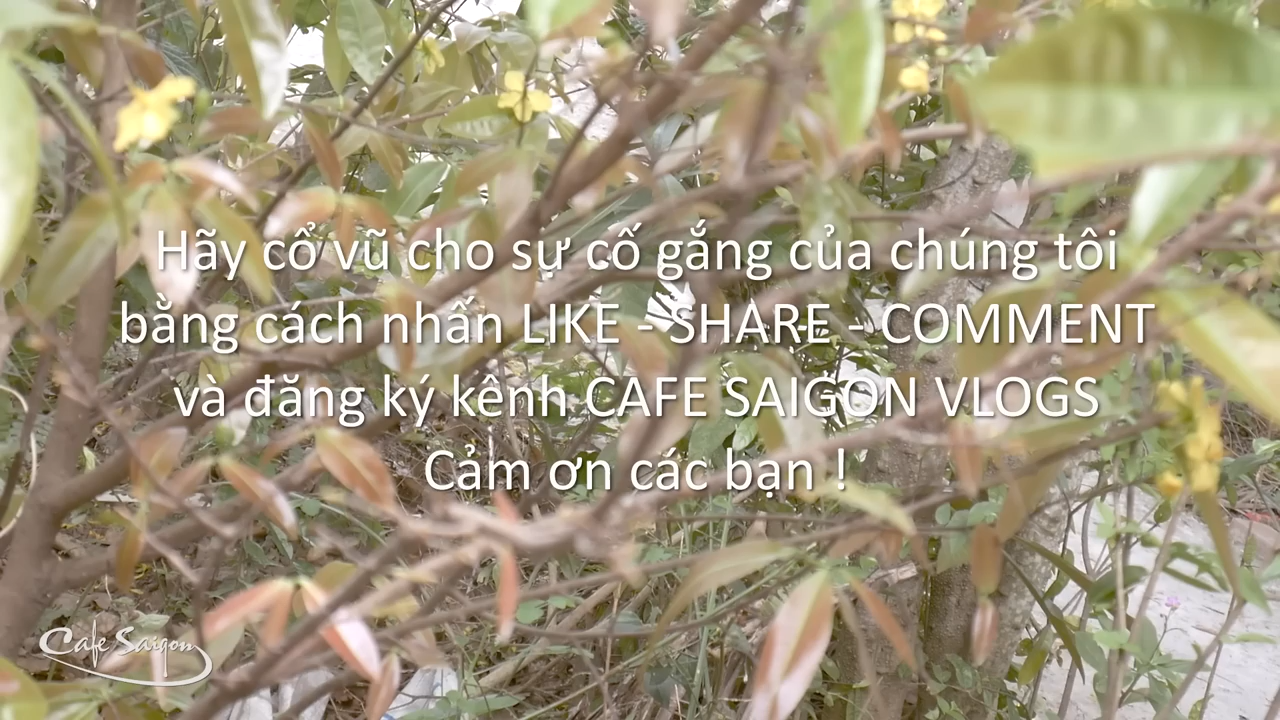 Hãy cổ vũ cho sự cố gắng của chúng tôi
bằng cách nhấn LIKE - SHARE - COMMENT
và đăng ký kênh CAFE SAIGON VLOGS
Cảm ơn các bạn !
Cafe Saigon